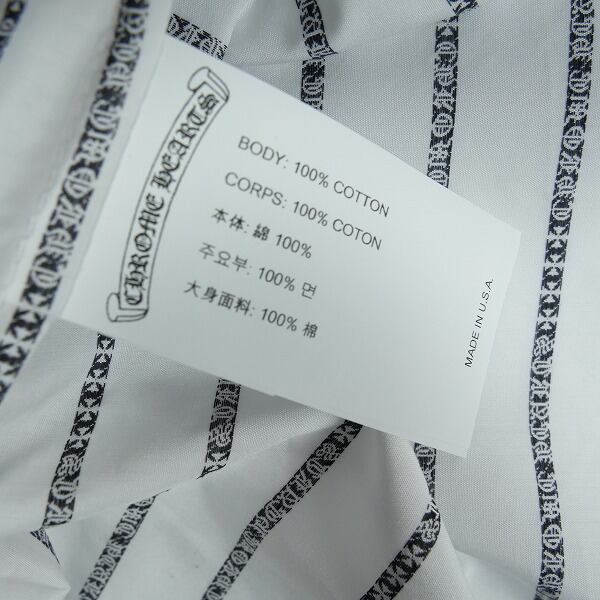 CHROME HEARTS
BODY: 100% COTTON
CORPS: 100% COTON
本体: 綿 100%
주요부: 100% 면
大身面料: 100% 棉
MADE IN U.S.A.